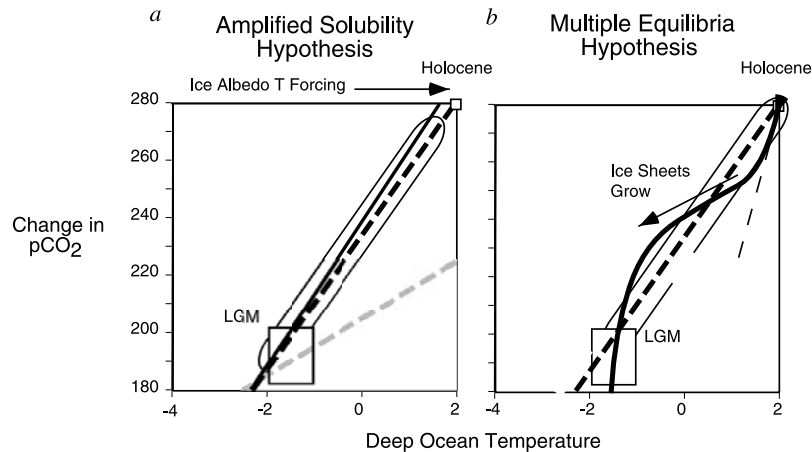 a
Amplified Solubility
Hypothesis
b
Multiple Equilibria
Hypothesis
Ice Albedo T Forcing
Holocene
Holocene
280
260
240
220
200
180
Change in
pCO2
LGM
Ice Sheets
Grow
LGM
-4
-2
0
2
-4
-2
0
2
Deep Ocean Temperature